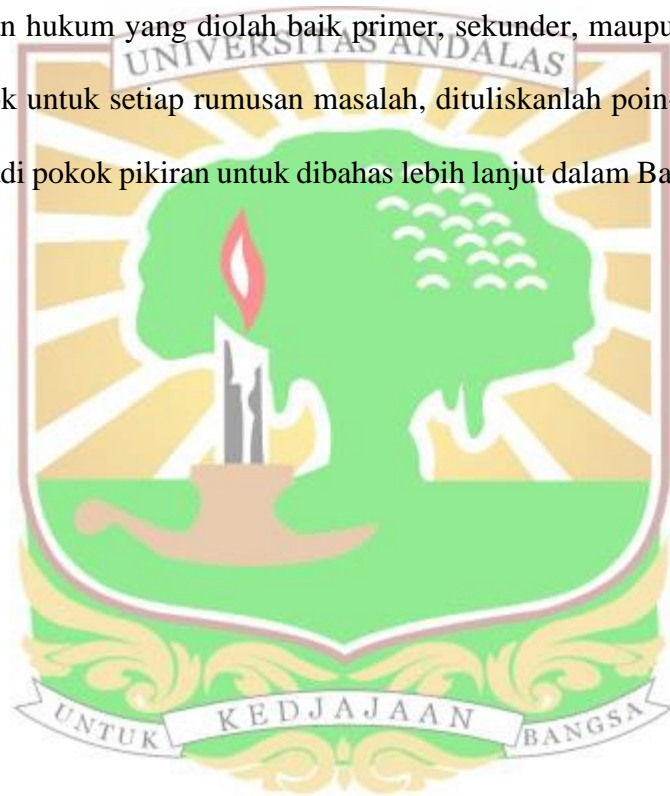 n hukum yang diolah baik primer, sekunder, maupu
UNIVERSITAS ANDALAS
k untuk setiap rumusan masalah, dituliskanlah poin-
di pokok pikiran untuk dibahas lebih lanjut dalam Ba
UNTUK KEDJAJAAN BANGSA